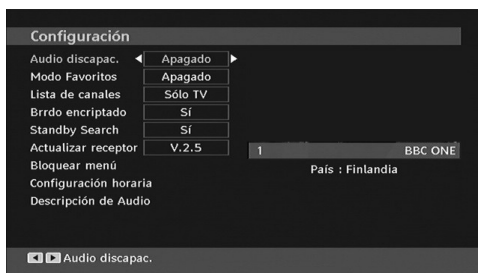 Configuración
Audio discapac. Apagado
Modo Favoritos Apagado
Lista de canales Sólo TV
Brrdo encriptado Sí
Standby Search Sí
Actualizar receptor V.2.5
1 BBC ONE
Bloquear menú
País : Finlandia
Configuración horaria
Descripción de Audio
Audio discapac.